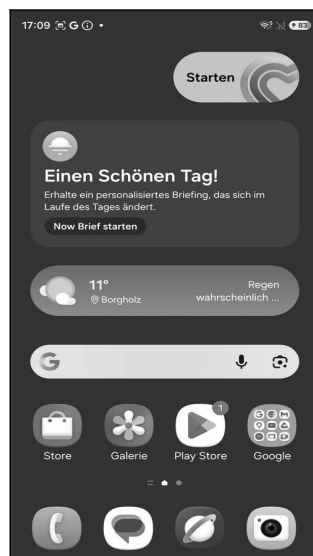 17:09 G
83
Starten
Einen Schönen Tag!
Erhalte ein personalisiertes Briefing, das sich im
Laufe des Tages ändert.
Now Brief starten
11°
Borgholz
Regen
wahrscheinlich ...
G
1
Store
Galerie
Play Store
Google